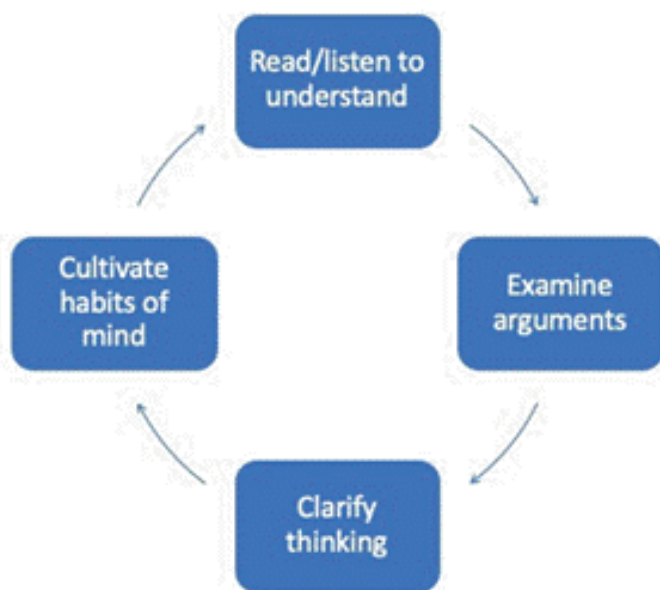 Read/listen to
understand
Examine
arguments
Clarify
thinking
Cultivate
habits of
mind